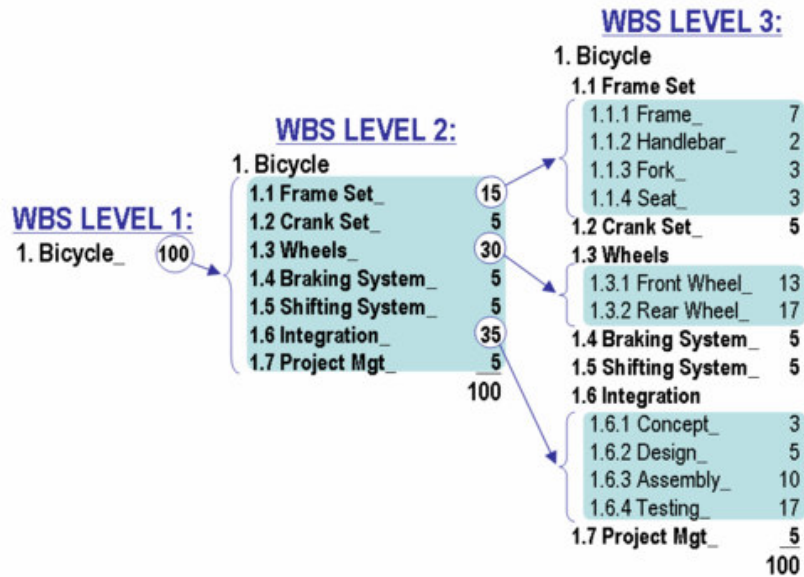 WBS LEVEL 1:
1. Bicycle_ 100
WBS LEVEL 2:
1. Bicycle
1.1 Frame Set_ 15
1.2 Crank Set_ 5
1.3 Wheels_ 30
1.4 Braking System_ 5
1.5 Shifting System_ 5
1.6 Integration_ 35
1.7 Project Mgt_ 5
100
WBS LEVEL 3:
1. Bicycle
1.1 Frame Set
1.1.1 Frame_ 7
1.1.2 Handlebar_ 2
1.1.3 Fork_ 3
1.1.4 Seat_ 3
1.2 Crank Set_ 5
1.3 Wheels
1.3.1 Front Wheel_ 13
1.3.2 Rear Wheel_ 17
1.4 Braking System_ 5
1.5 Shifting System_ 5
1.6 Integration
1.6.1 Concept_ 3
1.6.2 Design_ 5
1.6.3 Assembly_ 10
1.6.4 Testing_ 17
1.7 Project Mgt_ 5
100